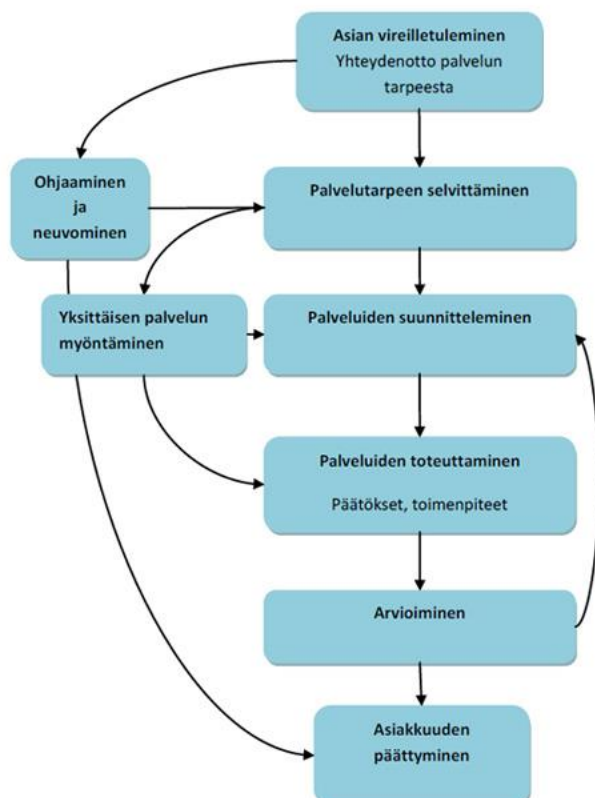 Asian vireilletuleminen
Yhteydenotto palvelun
tarpeesta
Ohjaaminen
ja
neuvominen
Palvelutarpeen selvittäminen
Yksittäisen palvelun
myöntäminen
Palveluiden suunnitteleminen
Palveluiden toteuttaminen
Päätökset, toimenpiteet
Arvioiminen
Asiakkuuden
päättyminen